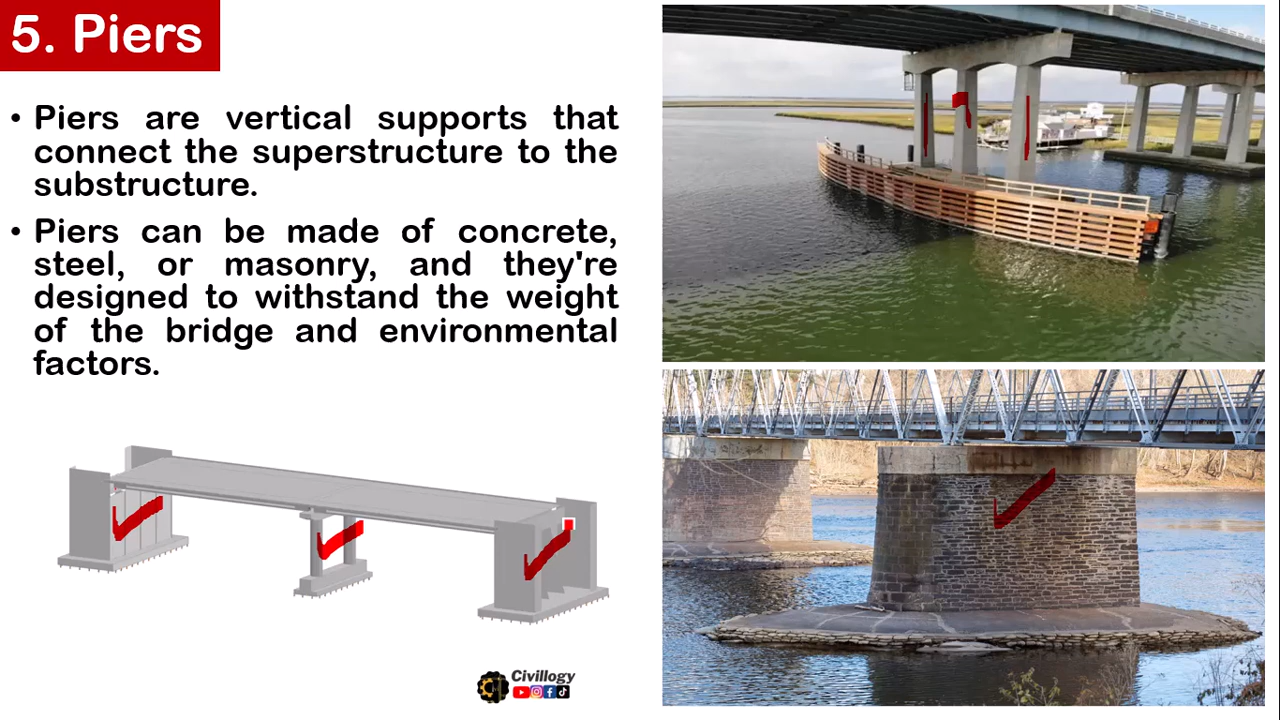 5. Piers
• Piers are vertical supports that
connect the superstructure to the
substructure.
• Piers can be made of concrete,
steel, or masonry, and they're
designed to withstand the weight
of the bridge and environmental
factors.
Civillogy